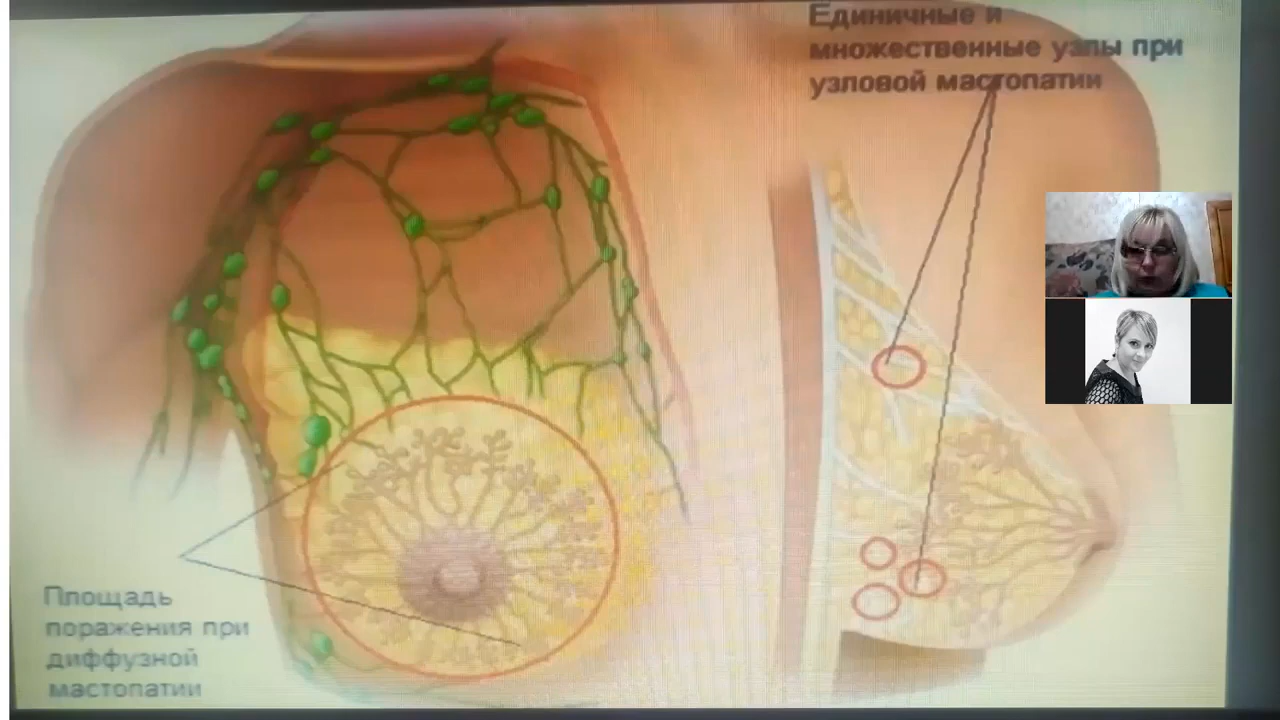 Единичные и
множественные узлы при
узловой мастопатии
Площадь
поражения при
диффузной
мастопатии